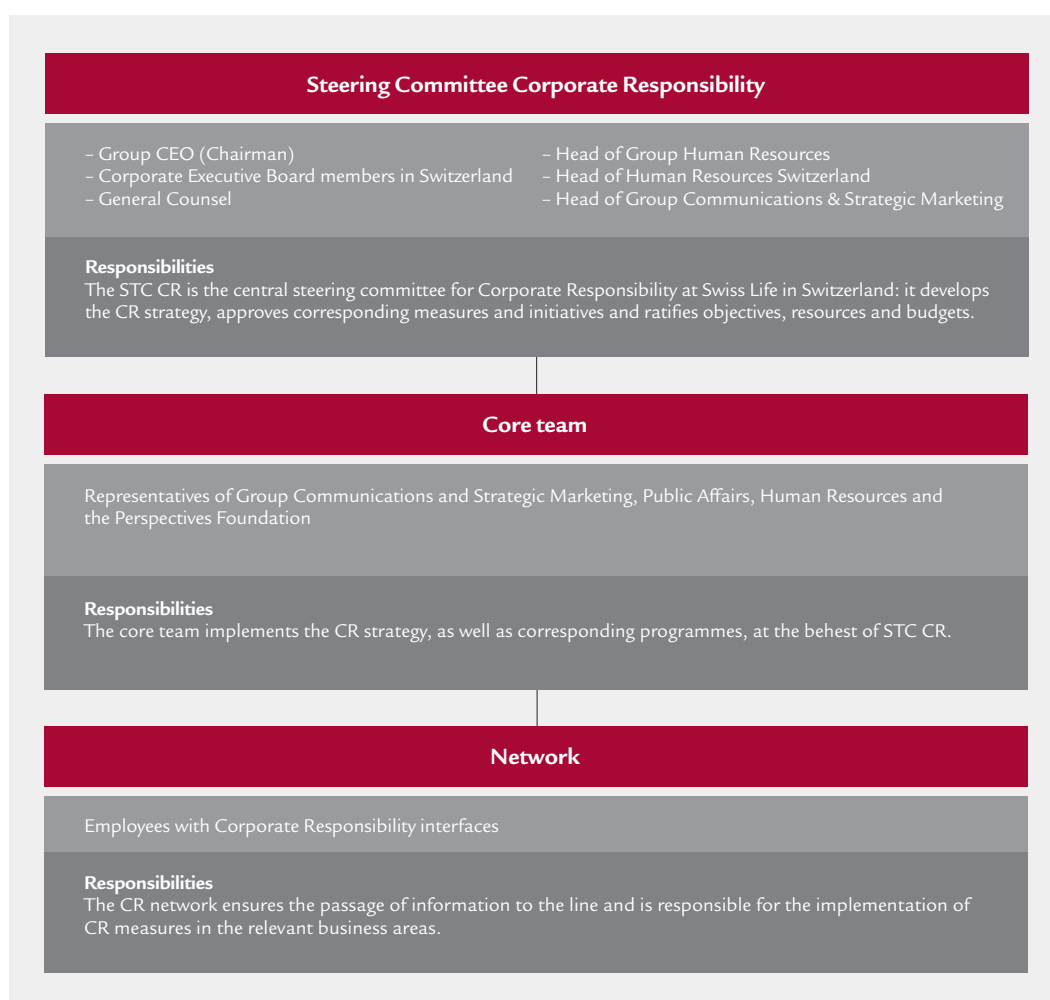 Steering Committee Corporate Responsibility
– Group CEO (Chairman)
– Corporate Executive Board members in Switzerland
– General Counsel
– Head of Group Human Resources
– Head of Human Resources Switzerland
– Head of Group Communications & Strategic Marketing
Responsibilities
The STC CR is the central steering committee for Corporate Responsibility at Swiss Life in Switzerland: it develops
the CR strategy, approves corresponding measures and initiatives and ratifies objectives, resources and budgets.
Core team
Representatives of Group Communications and Strategic Marketing, Public Affairs, Human Resources and
the Perspectives Foundation
Responsibilities
The core team implements the CR strategy, as well as corresponding programmes, at the behest of STC CR.
Network
Employees with Corporate Responsibility interfaces
Responsibilities
The CR network ensures the passage of information to the line and is responsible for the implementation of
CR measures in the relevant business areas.